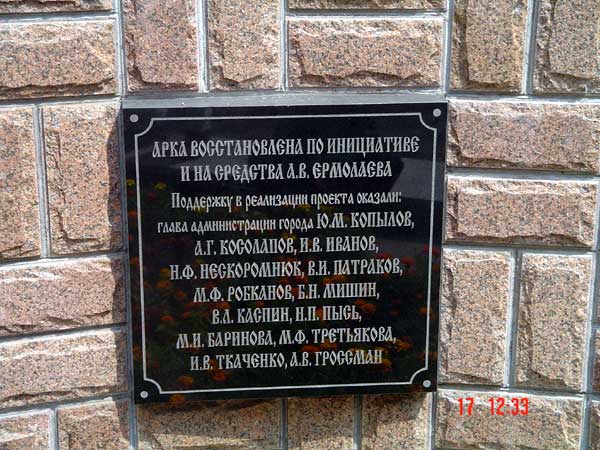 АРКА ВОССТАНОВЛЕНА ПО ИНИЦИАТИВЕ
И НА СРЕДСТВА А.В. ЕРМОЛАЕВА
Поддержку в реализации проекта оказали:
глава администрации города Ю.М. КОПЫЛОВ,
А.Г. КОСОЛАПОВ, И.В. ИВАНОВ,
Н.Ф. НЕСКОРОМНЮК, В.И. ПАТРАКОВ,
М.Ф. РОБКАНОВ, Б.Н. МИШИН,
В.Л. КАСПИН, Н.П. ПЫСЬ,
М.И. БАРИНОВА, М.Ф. ТРЕТЬЯКОВА,
И.В. ТКАЧЕНКО, А.В. ГРОССМАН
17 12:33